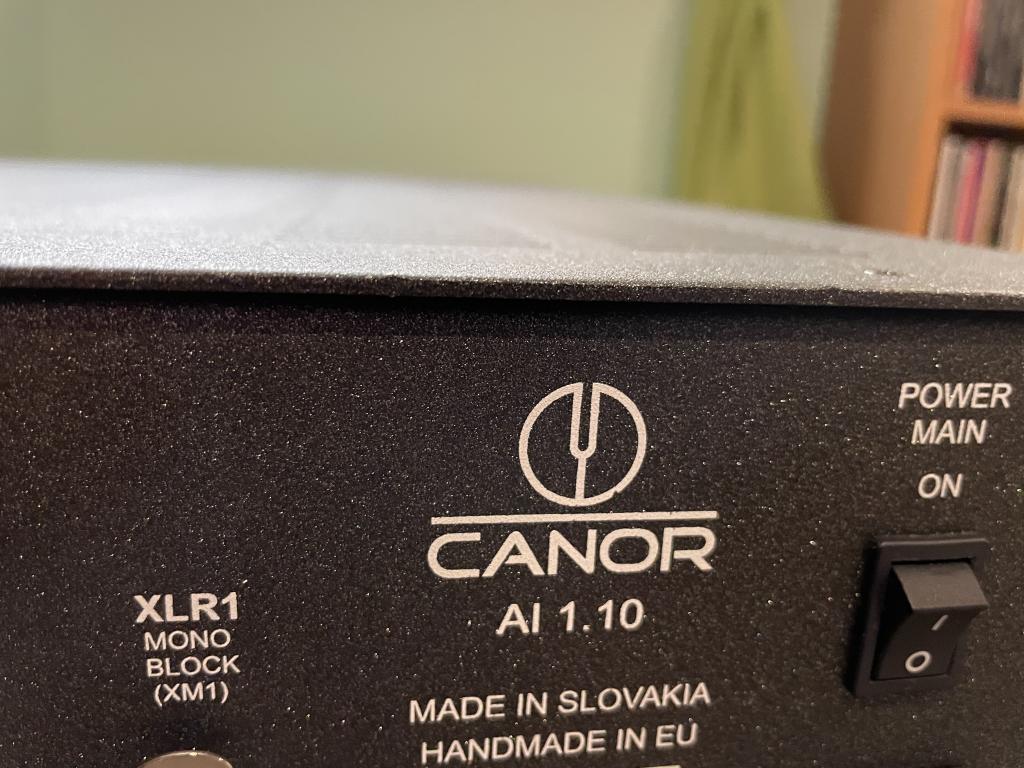 POWER
MAIN
ON
CANOR
AI 1.10
XLR1
MONO
BLOCK
(XM1)
MADE IN SLOVAKIA
HANDMADE IN EU
I
O